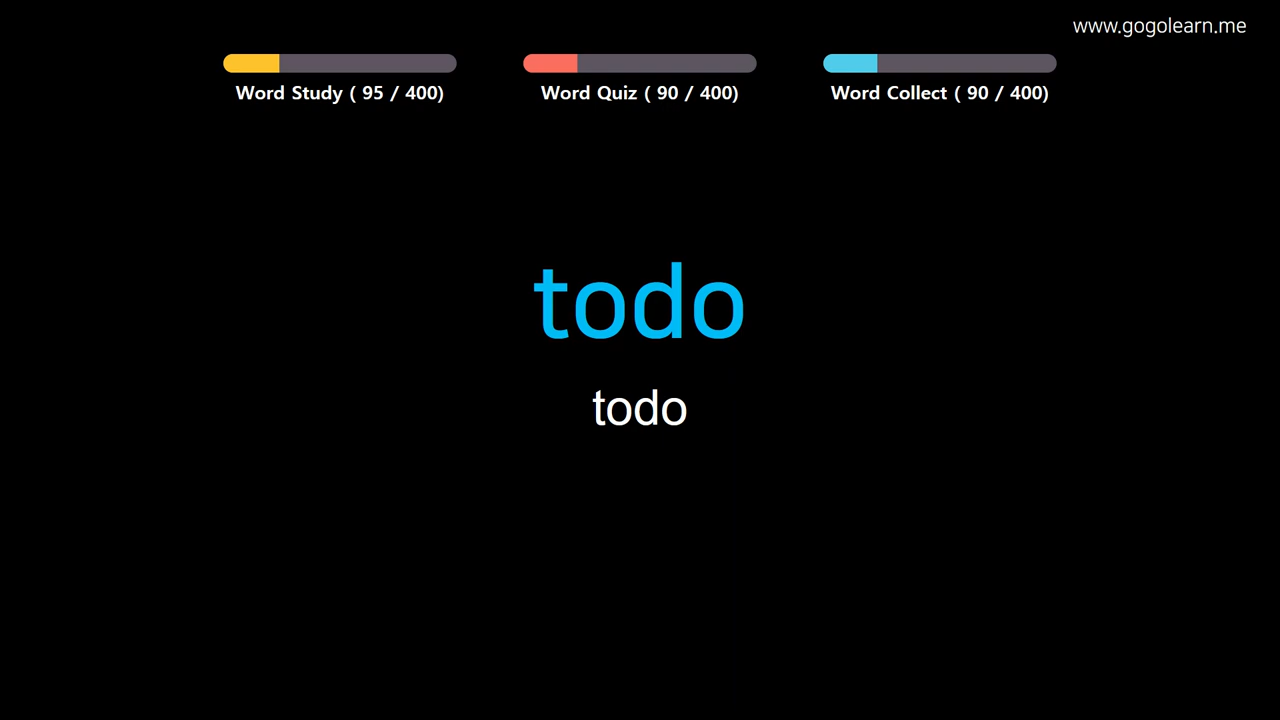 www.gogolearn.me
Word Study ( 95 / 400)
Word Quiz ( 90 / 400)
Word Collect ( 90 / 400)
todo
todo